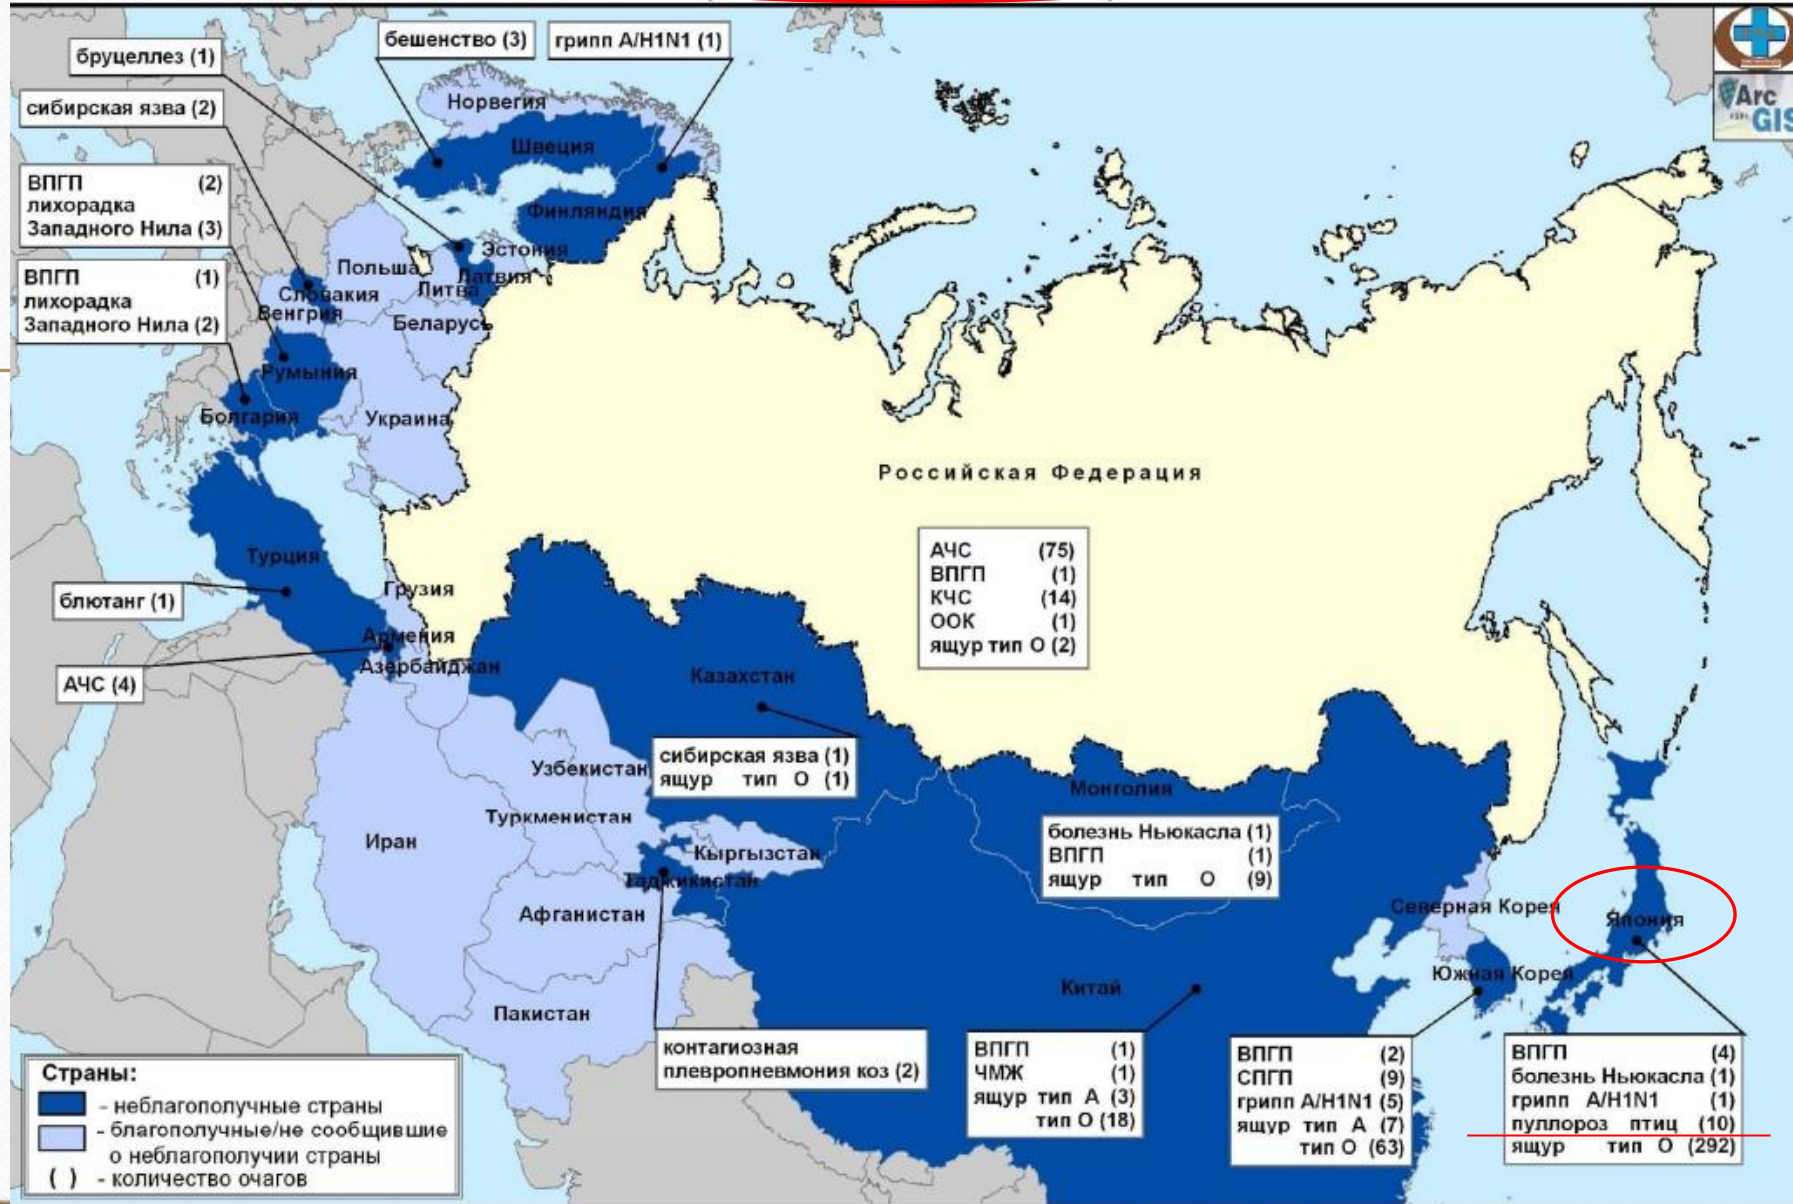 бешенство (3)
грипп А/H1N1 (1)
бруцеллез (1)
сибирская язва (2)
ВПГП (2)
лихорадка
Западного Нила (3)
ВПГП (1)
лихорадка
Западного Нила (2)
Arc
GIS
Норвегия
Швеция
Финляндия
Эстония
Латвия
Литва
Польша
Словакия
Венгрия
Беларусь
Румыния
Болгария
Украина
Российская Федерация
АЧС (75)
ВПГП (1)
КЧС (14)
ООК (1)
ящур тип О (2)
Турция
Грузия
блютанг (1)
Армения
Азербайджан
АЧС (4)
Казахстан
сибирская язва (1)
ящур тип О (1)
Узбекистан
Туркменистан
Иран
Кыргызстан
Таджикистан
Афганистан
Пакистан
Монголия
болезнь Ньюкасла (1)
ВПГП (1)
ящур тип О (9)
Северная Корея
Япония
Южная Корея
Китай
контагиозная
плевропневмония коз (2)
ВПГП (1)
ЧМЖ (1)
ящур тип А (3)
тип О (18)
ВПГП (2)
СПГП (9)
грипп А/H1N1 (5)
ящур тип А (7)
тип О (63)
ВПГП (4)
болезнь Ньюкасла (1)
грипп А/H1N1 (1)
пуллороз птиц (10)
ящур тип О (292)
Страны:
- неблагополучные страны
- благополучные/не сообщившие
о неблагополучии страны
( ) - количество очагов